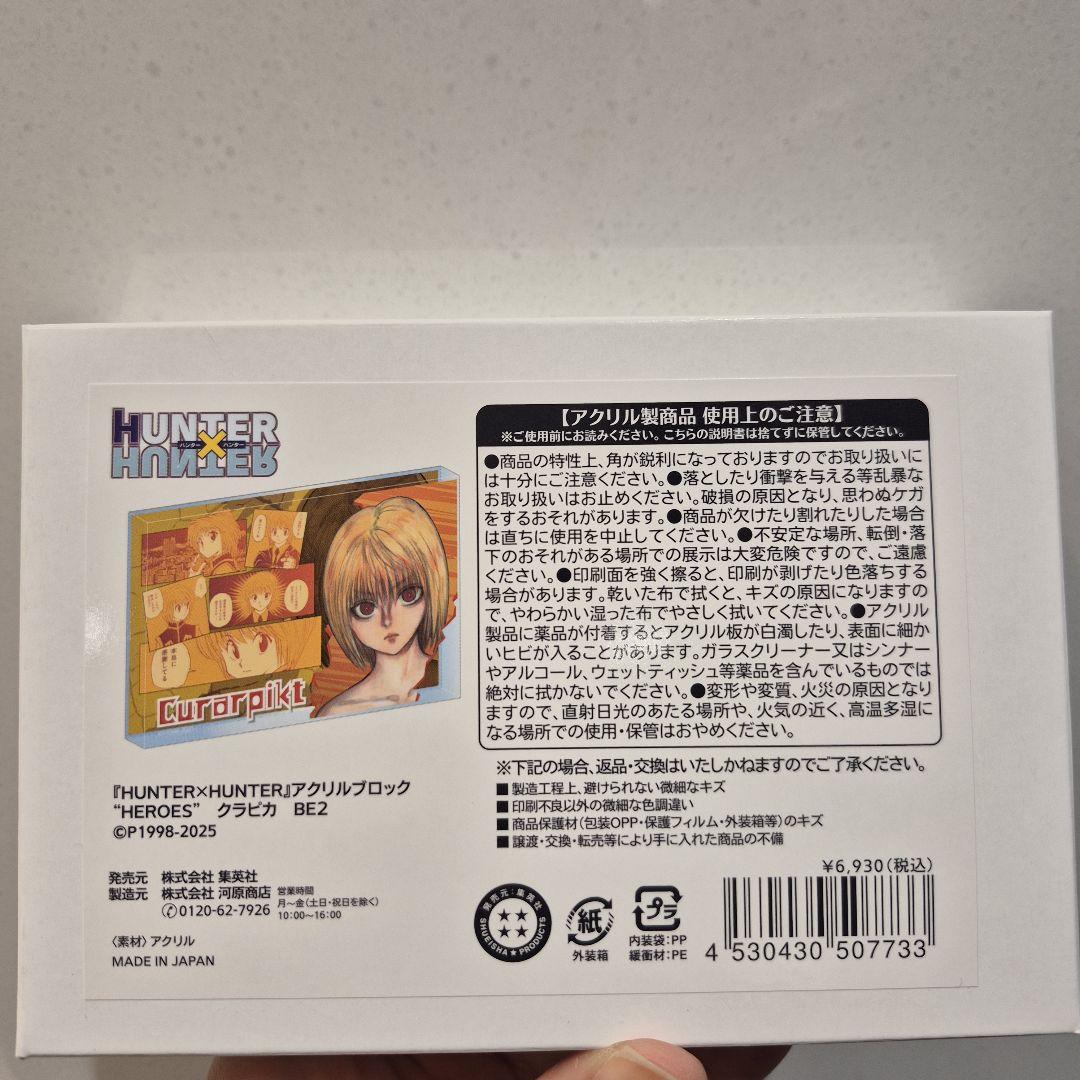 HUNTER
ハンター×ハンター
HUNTER
本当に
感謝してる
Curarpikt
『HUNTER×HUNTER』アクリルブロック
“HEROES” クラピカ BE2
©P1998-2025
発売元 株式会社 集英社
製造元 株式会社 河原商店
0120-62-7926
営業時間
月～金(土日・祝日を除く)
10:00～16:00
〈素材〉アクリル
MADE IN JAPAN
【アクリル製商品 使用上のご注意】
※ご使用前にお読みください。こちらの説明書は捨てずに保管してください。
●商品の特性上、角が鋭利になっておりますのでお取り扱いに
は十分にご注意ください。●落としたり衝撃を与える等乱暴な
お取り扱いはお止めください。破損の原因となり、思わぬケガ
をするおそれがあります。●商品が欠けたり割れたりした場合
は直ちに使用を中止してください。●不安定な場所、転倒・落
下のおそれがある場所での展示は大変危険ですので、ご遠慮
ください。●印刷面を強く擦ると、印刷が剥げたり色落ちする
場合があります。乾いた布で拭くと、キズの原因になりますの
で、やわらかい湿った布でやさしく拭いてください。●アクリル
製品に薬品が付着するとアクリル板が白濁したり、表面に細か
いヒビが入ることがあります。ガラスクリーナー又はシンナー
やアルコール、ウェットティッシュ等薬品を含んでいるものでは
絶対に拭かないでください。●変形や変質、火災の原因となり
ますので、直射日光のあたる場所や、火気の近く、高温多湿に
なる場所での使用・保管はおやめください。
※下記の場合、返品・交換はいたしかねますのでご了承ください。
■製造工程上、避けられない微細なキズ
■印刷不良以外の微細な色調違い
■商品保護材(包装OPP・保護フィルム・外装箱等)のキズ
■譲渡・交換・転売等により手に入れた商品の不備
¥6,930(税込)
発売元:集英社
SHUEISHA★PRODUCTS
紙
外装箱
プラ
内装袋:PP
緩衝材:PE
4 530430 507733